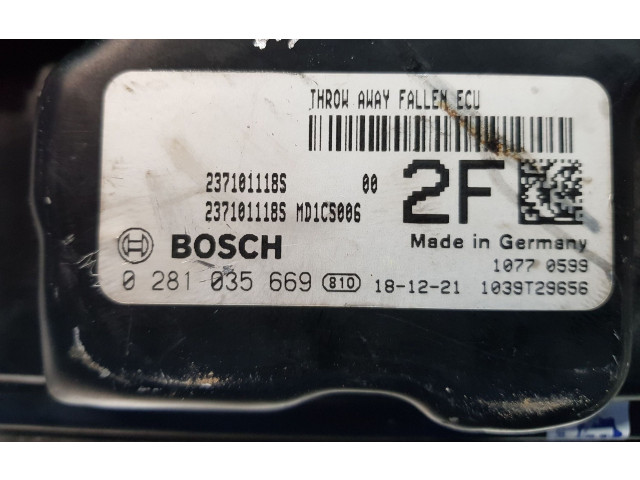 THROW AWAY FALLEN ECU
237101118S 00
237101118S MD1CS006
2F
BOSCH
Made in Germany
1077 0599
0 281 035 669 810 18-12-21 1039T29656